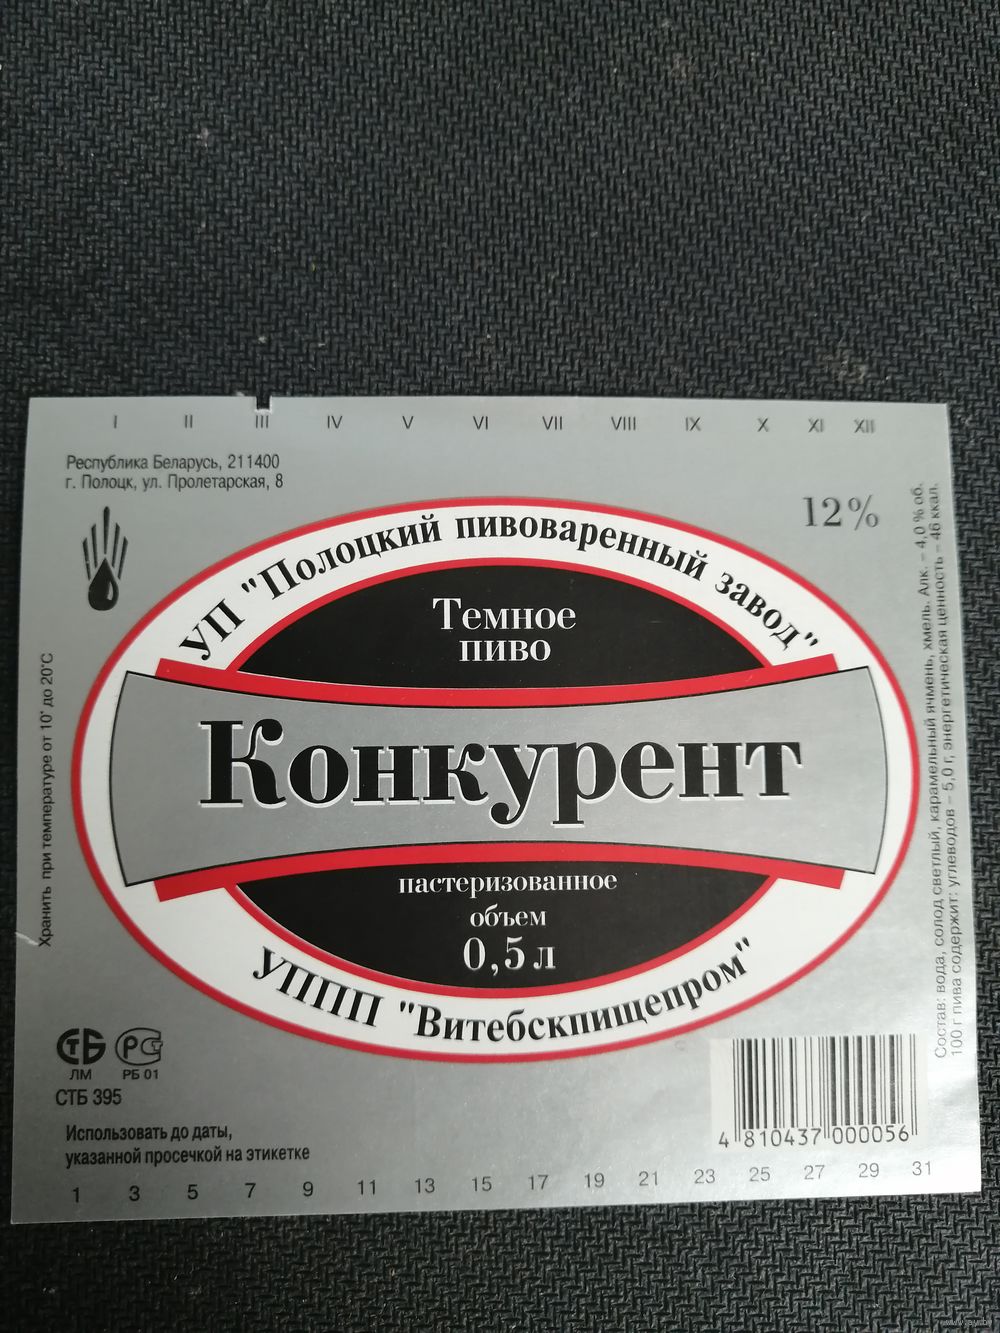 I II III IV V VI VII VIII IX X XI XII
Республика Беларусь, 211400
г. Полоцк, ул. Пролетарская, 8
12%
УП "Полоцкий пивоваренный завод"
Темное
пиво
Конкурент
пастеризованное
объем
0,5 л
УППП "Витебскпищепром"
Хранить при температуре от 10° до 20°С
Состав: вода, солод светлый, карамельный ячмень, хмель. Алк. – 4,0 % об.
100 г пива содержит: углеводов – 5,0 г, энергетическая ценность – 46 ккал.
СТБ РСТ
ЛМ РБ 01
СТБ 395
Использовать до даты,
указанной просечкой на этикетке
4 810437 000056
1 3 5 7 9 11 13 15 17 19 21 23 25 27 29 31